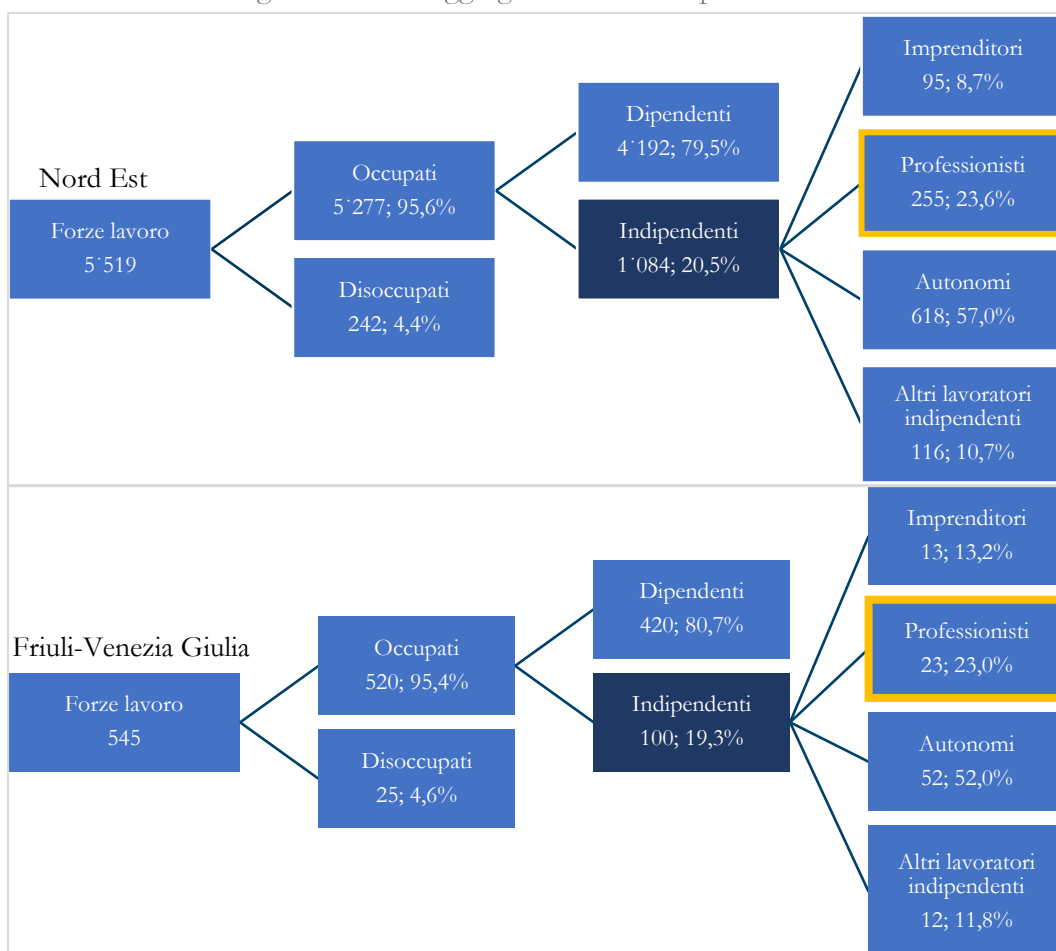 Nord Est
Forze lavoro
5˙519
Occupati
5˙277; 95,6%
Disoccupati
242; 4,4%
Dipendenti
4˙192; 79,5%
Indipendenti
1˙084; 20,5%
Imprenditori
95; 8,7%
Professionisti
255; 23,6%
Autonomi
618; 57,0%
Altri lavoratori
indipendenti
116; 10,7%
Friuli-Venezia Giulia
Forze lavoro
545
Occupati
520; 95,4%
Disoccupati
25; 4,6%
Dipendenti
420; 80,7%
Indipendenti
100; 19,3%
Imprenditori
13; 13,2%
Professionisti
23; 23,0%
Autonomi
52; 52,0%
Altri lavoratori
indipendenti
12; 11,8%